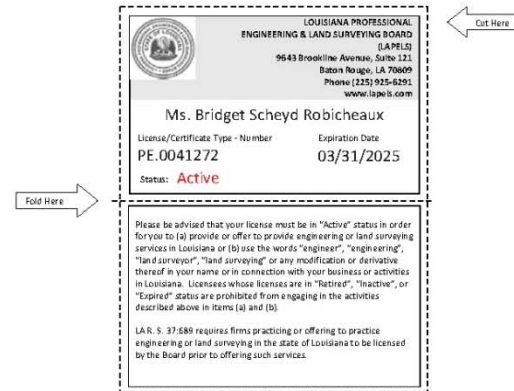 LOUISIANA PROFESSIONAL
ENGINEERING & LAND SURVEYING BOARD
(LAPELS)
9643 Brookline Avenue, Suite 121
Baton Rouge, LA 70809
Phone (225) 925-6291
www.lapels.com
Cut Here
Ms. Bridget Scheyd Robicheaux
License/Certificate Type - Number Expiration Date
PE.0041272 03/31/2025
Status: Active
Fold Here
Please be advised that your license must be in "Active" status in order
for you to (a) provide or offer to provide engineering or land surveying
services in Louisiana or (b) use the words "engineer", "engineering",
"land surveyor", "land surveying" or any modification or derivative
thereof in your name or in connection with your business or activities
in Louisiana. Licensees whose licenses are in "Retired", "Inactive", or
"Expired" status are prohibited from engaging in the activities
described above in items (a) and (b).
LA R. S. 37:689 requires firms practicing or offering to practice
engineering or land surveying in the state of Louisiana to be licensed
by the Board prior to offering such services.